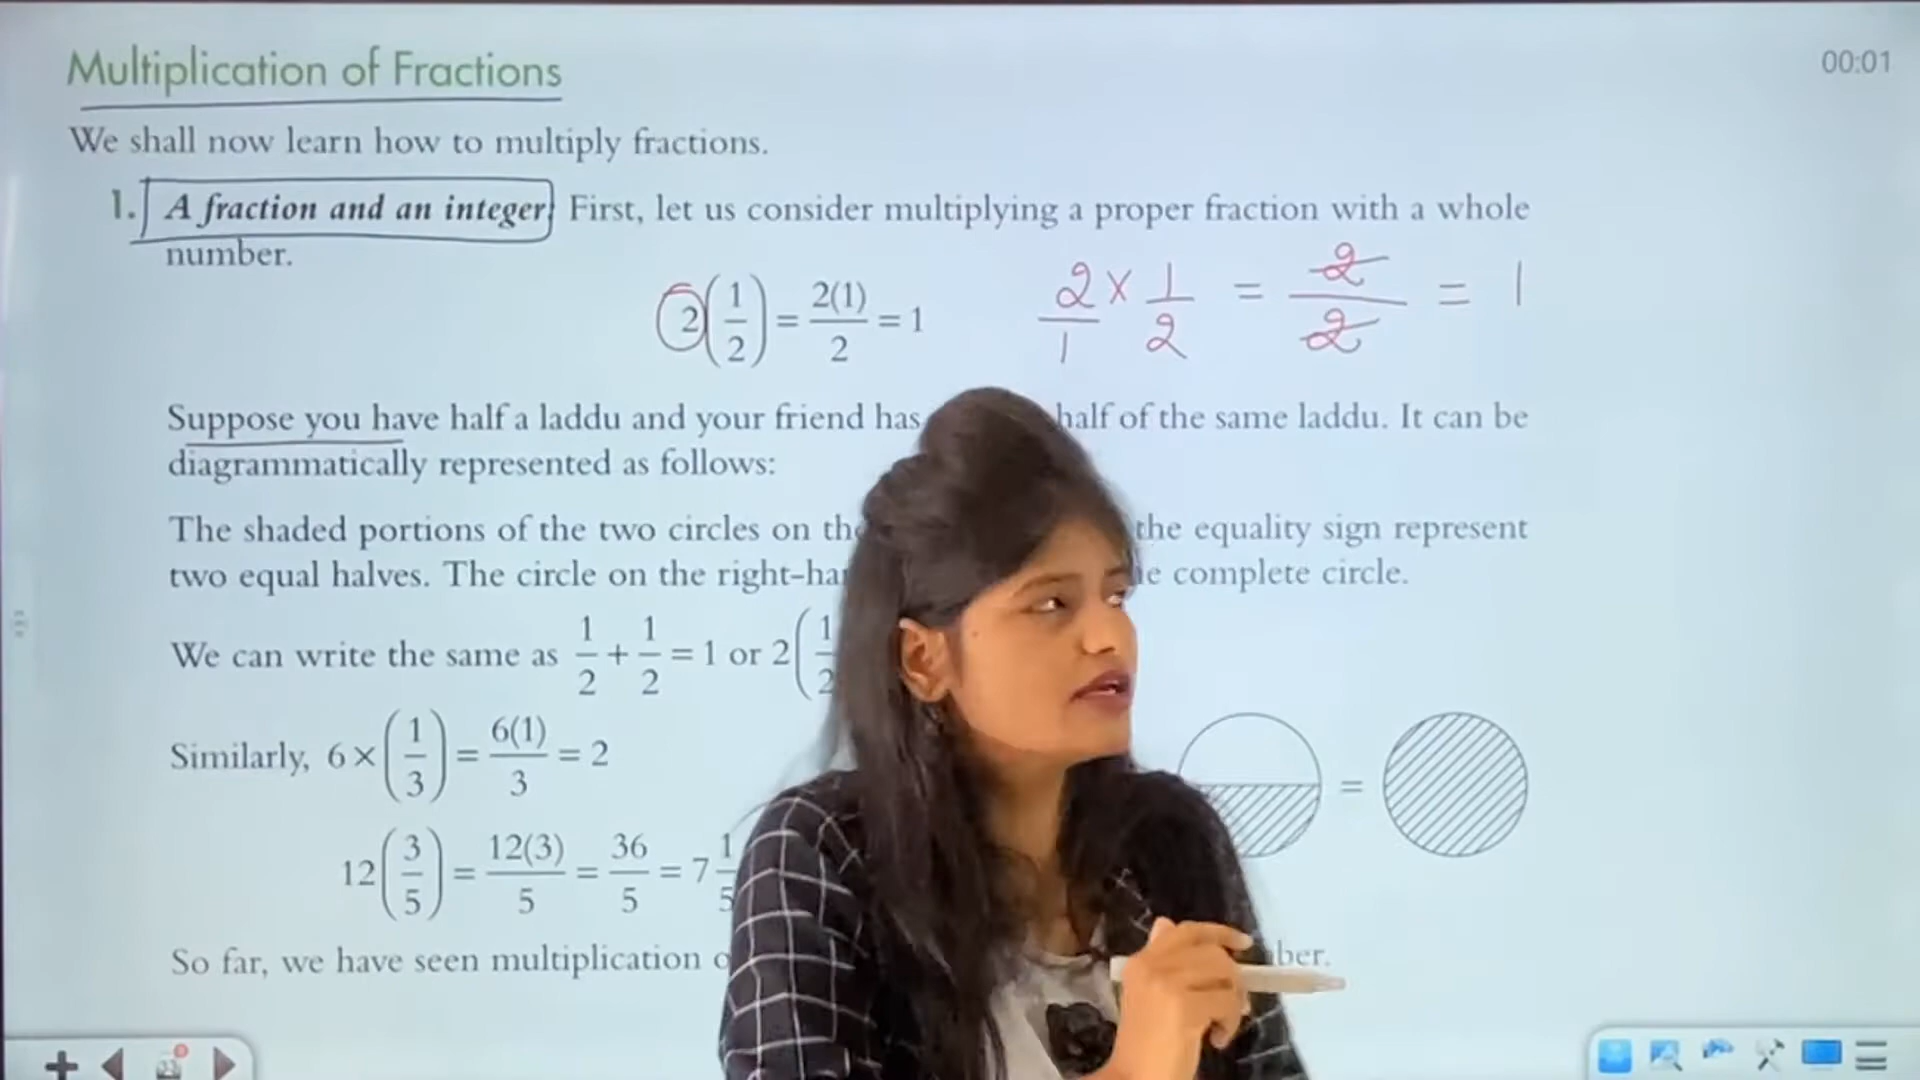 Multiplication of Fractions
00:01
We shall now learn how to multiply fractions.
1. A fraction and an integer First, let us consider multiplying a proper fraction with a whole
number.
2(1/2) = 2(1)/2 = 1
2/1 × 1/2 = 2/2 = 1
Suppose you have half a laddu and your friend has half of the same laddu. It can be
diagrammatically represented as follows:
The shaded portions of the two circles on the equality sign represent
two equal halves. The circle on the complete circle.
We can write the same as 1/2 + 1/2 = 1 or 2(1/2
=
Similarly, 6 × (1/3) = 6(1)/3 = 2
12(3/5) = 12(3)/5 = 36/5 = 7 1/5
So far, we have seen multiplication